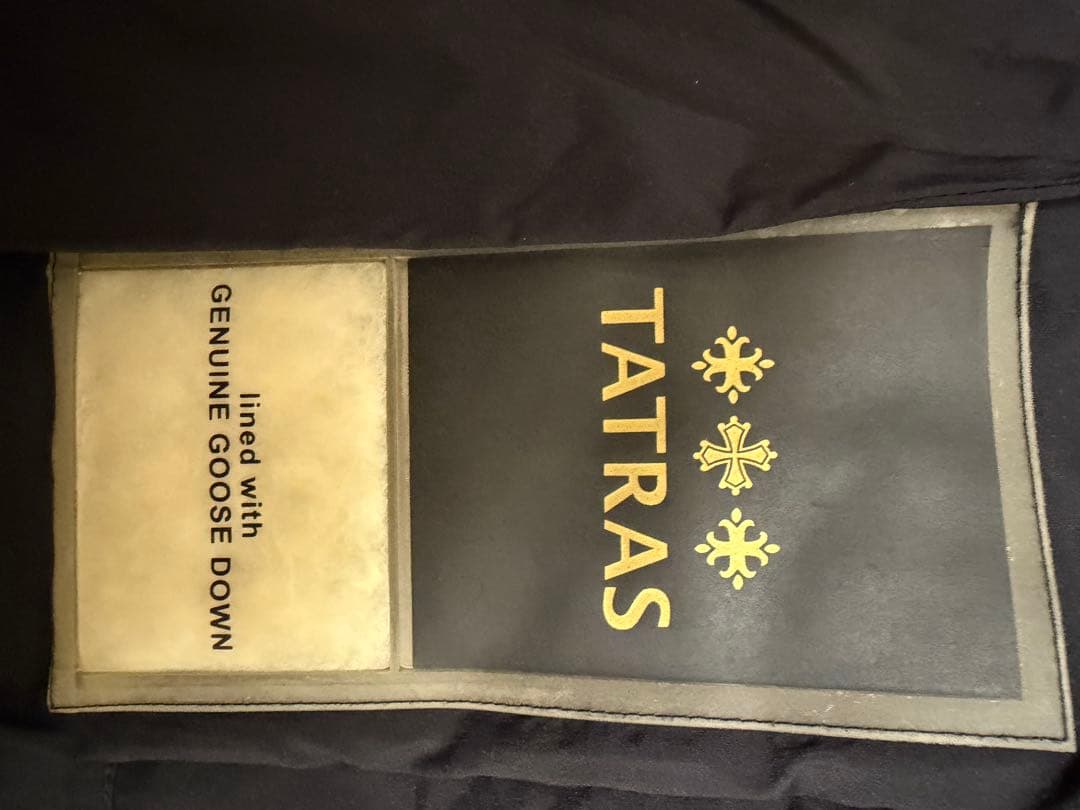 TATRAS
lined with
GENUINE GOOSE DOWN